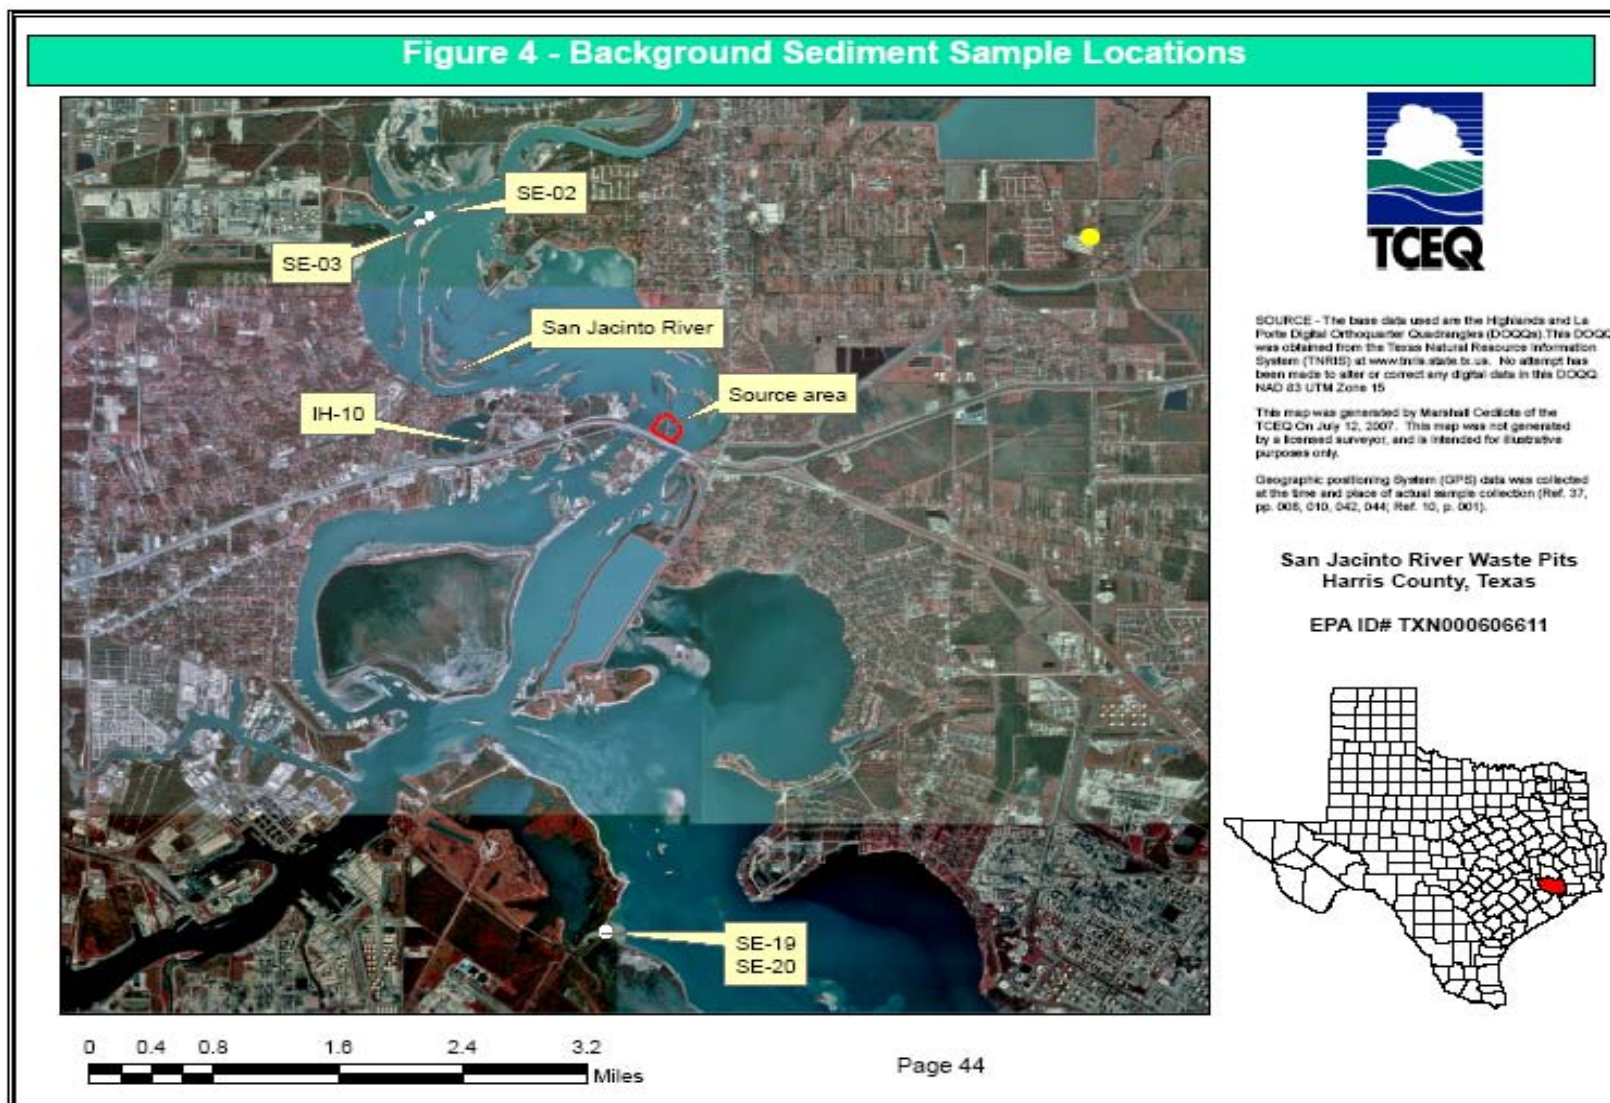 Figure 4 - Background Sediment Sample Locations
SE-02
SE-03
San Jacinto River
Source area
IH-10
SE-19
SE-20
TCEQ
SOURCE - The base data used are the Highlands and La
Porte Digital Orthoquarter Quadrangles (DOQQs).This DOQQ
was obtained from the Texas Natural Resource Information
System (TNRIS) at www.tnris.state.tx.us. No attempt has
been made to alter or correct any digital data in this DOQQ.
NAD 83 UTM Zone 15
This map was generated by Marshall Cedilote of the
TCEQ On July 12, 2007. This map was not generated
by a licensed surveyor, and is intended for illustrative
purposes only.
Geographic positioning System (GPS) data was collected
at the time and place of actual sample collection (Ref. 37,
pp. 008, 010, 042, 044; Ref. 10, p. 001).
San Jacinto River Waste Pits
Harris County, Texas
EPA ID# TXN000606611
0 0.4 0.8 1.6 2.4 3.2
Miles
Page 44